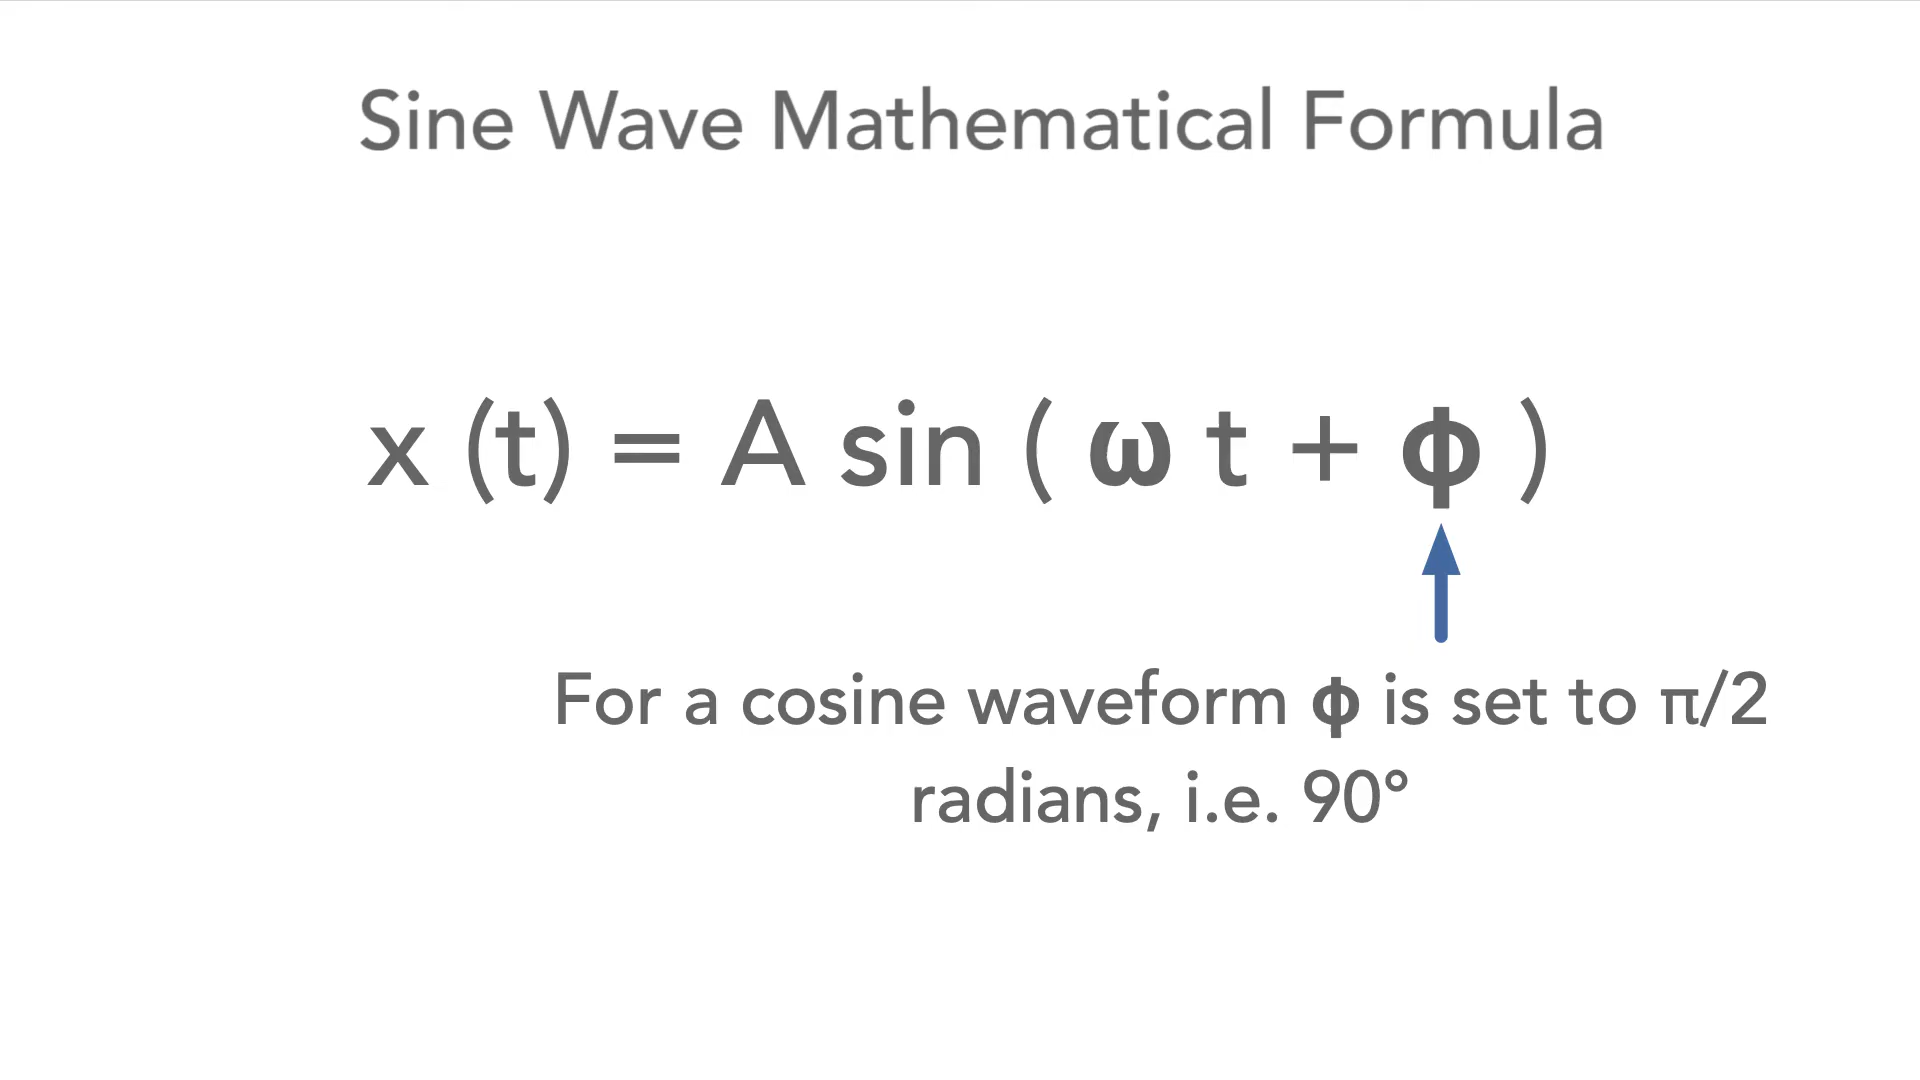 Sine Wave Mathematical Formula
x (t) = A sin ( ω t + ϕ )
For a cosine waveform ϕ is set to π/2
radians, i.e. 90°